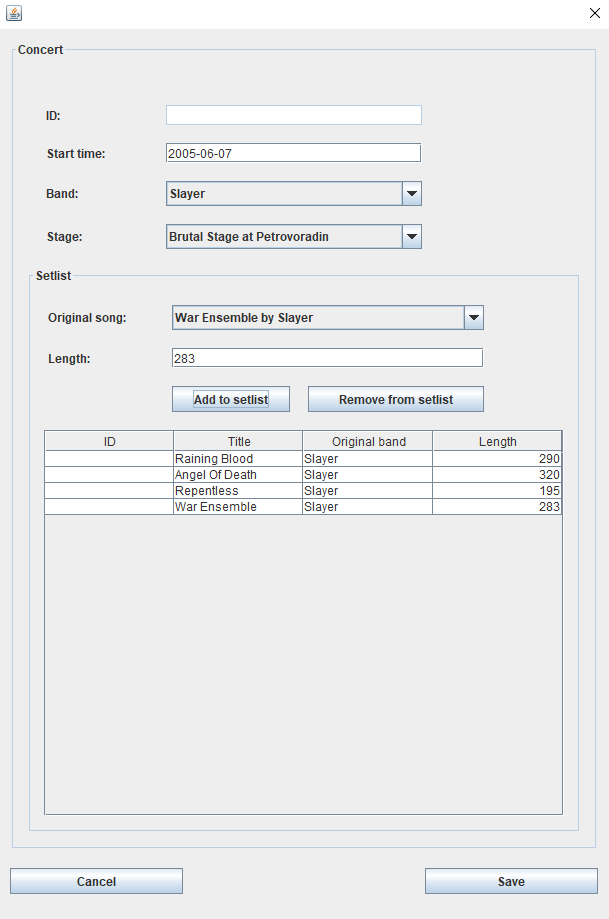 Concert
ID:
Start time: 2005-06-07
Band: Slayer
Stage: Brutal Stage at Petrovoradin
Setlist
Original song: War Ensemble by Slayer
Length: 283
Add to setlist Remove from setlist
ID Title Original band Length
Raining Blood Slayer 290
Angel Of Death Slayer 320
Repentless Slayer 195
War Ensemble Slayer 283
Cancel Save